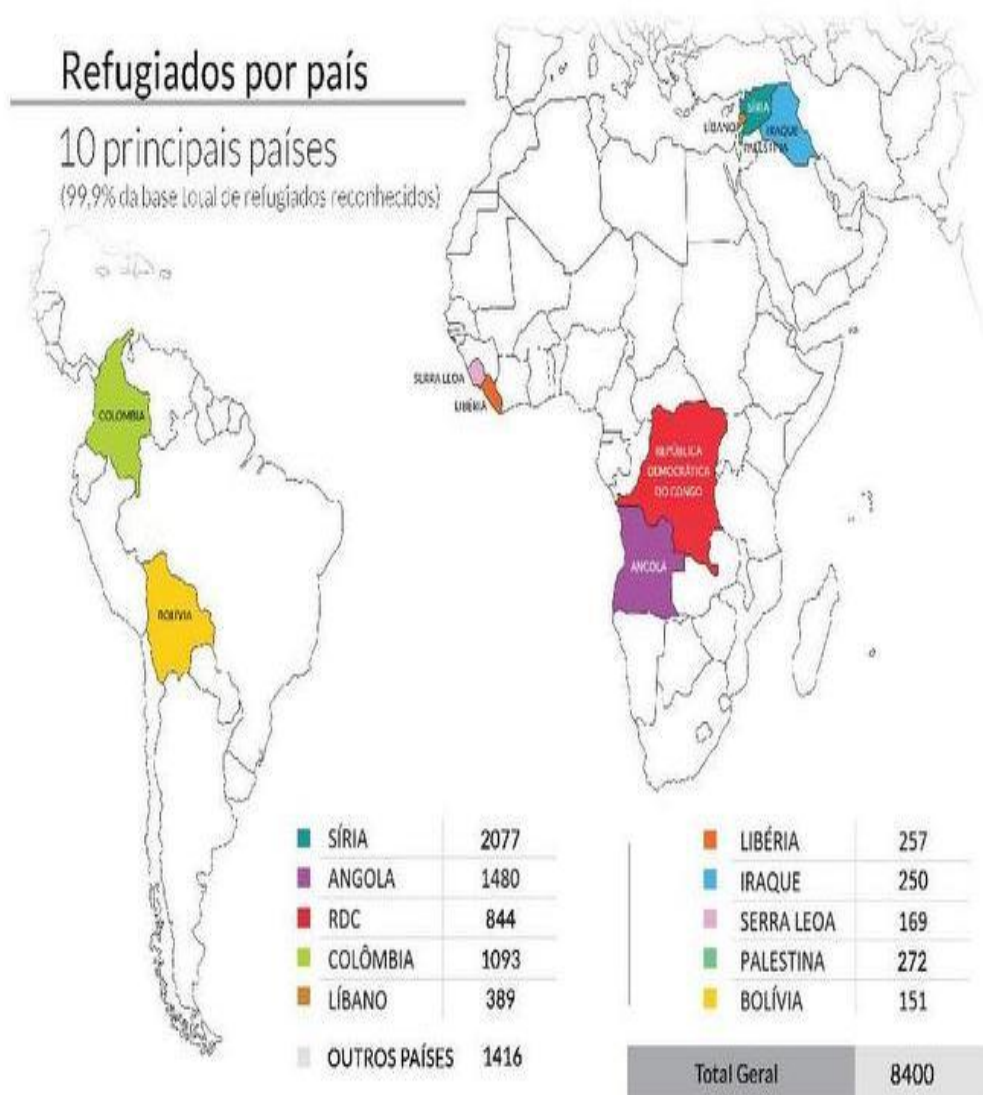 Refugiados por país
10 principais países
(99,9% da base total de refugiados reconhecidos)
SÍRIA
LÍBANO
IRAQUE
PALESTINA
SERRA LEOA
LIBÉRIA
COLOMBIA
REPÚBLICA
DEMOCRÁTICA
DO CONGO
ANGOLA
BOLÍVIA
SÍRIA 2077
ANGOLA 1480
RDC 844
COLÔMBIA 1093
LÍBANO 389
OUTROS PAÍSES 1416
LIBÉRIA 257
IRAQUE 250
SERRA LEOA 169
PALESTINA 272
BOLÍVIA 151
Total Geral 8400